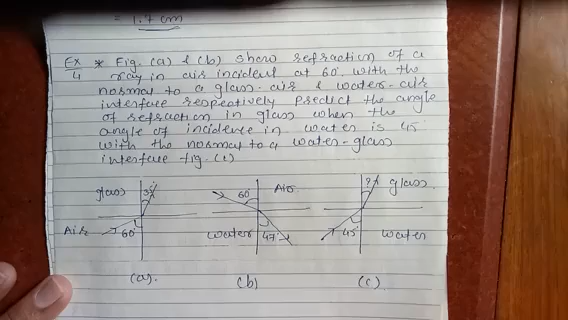 = 1.7 cm
Ex 4 * Fig. (a) & (b) show refraction of a
ray in air incident at 60° with the
normal to a glass-air & water-air
interface respectively predict the angle
of refraction in glass when the
angle of incidence in water is 45°
with the normal to a water-glass
interface fig. (c)
glass 35° 60° Air ? glass
Air 60° water 47° 45° water
(a). (b) (c)